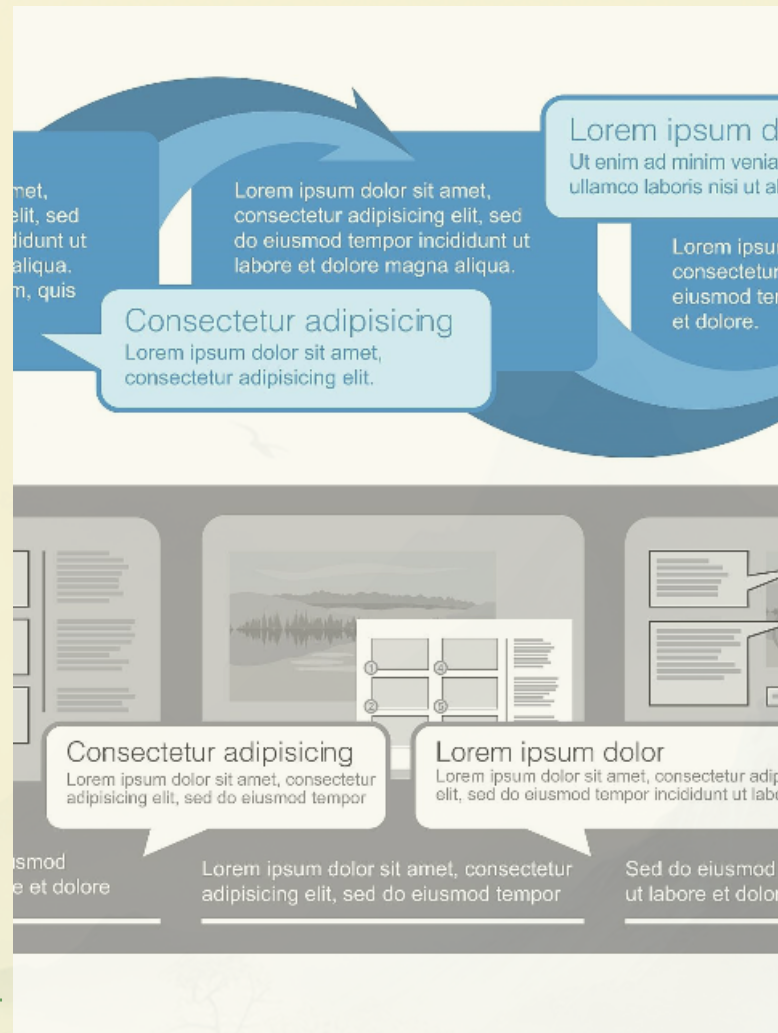 met,
elit, sed
didunt ut
aliqua.
m, quis
Consectetur adipisicing
Lorem ipsum dolor sit amet,
consectetur adipisicing elit.
Lorem ipsum dolor sit amet,
consectetur adipisicing elit, sed
do eiusmod tempor incididunt ut
labore et dolore magna aliqua.
Lorem ipsum d
Ut enim ad minim venia
ullamco laboris nisi ut al
Lorem ipsu
consectetur
eiusmod te
et dolore.
1
4
2
5
Consectetur adipisicing
Lorem ipsum dolor sit amet, consectetur
adipisicing elit, sed do eiusmod tempor
Lorem ipsum dolor
Lorem ipsum dolor sit amet, consectetur adip
elit, sed do eiusmod tempor incididunt ut labo
usmod
e et dolore
Lorem ipsum dolor sit amet, consectetur
adipisicing elit, sed do eiusmod tempor
Sed do eiusmod
ut labore et dolor